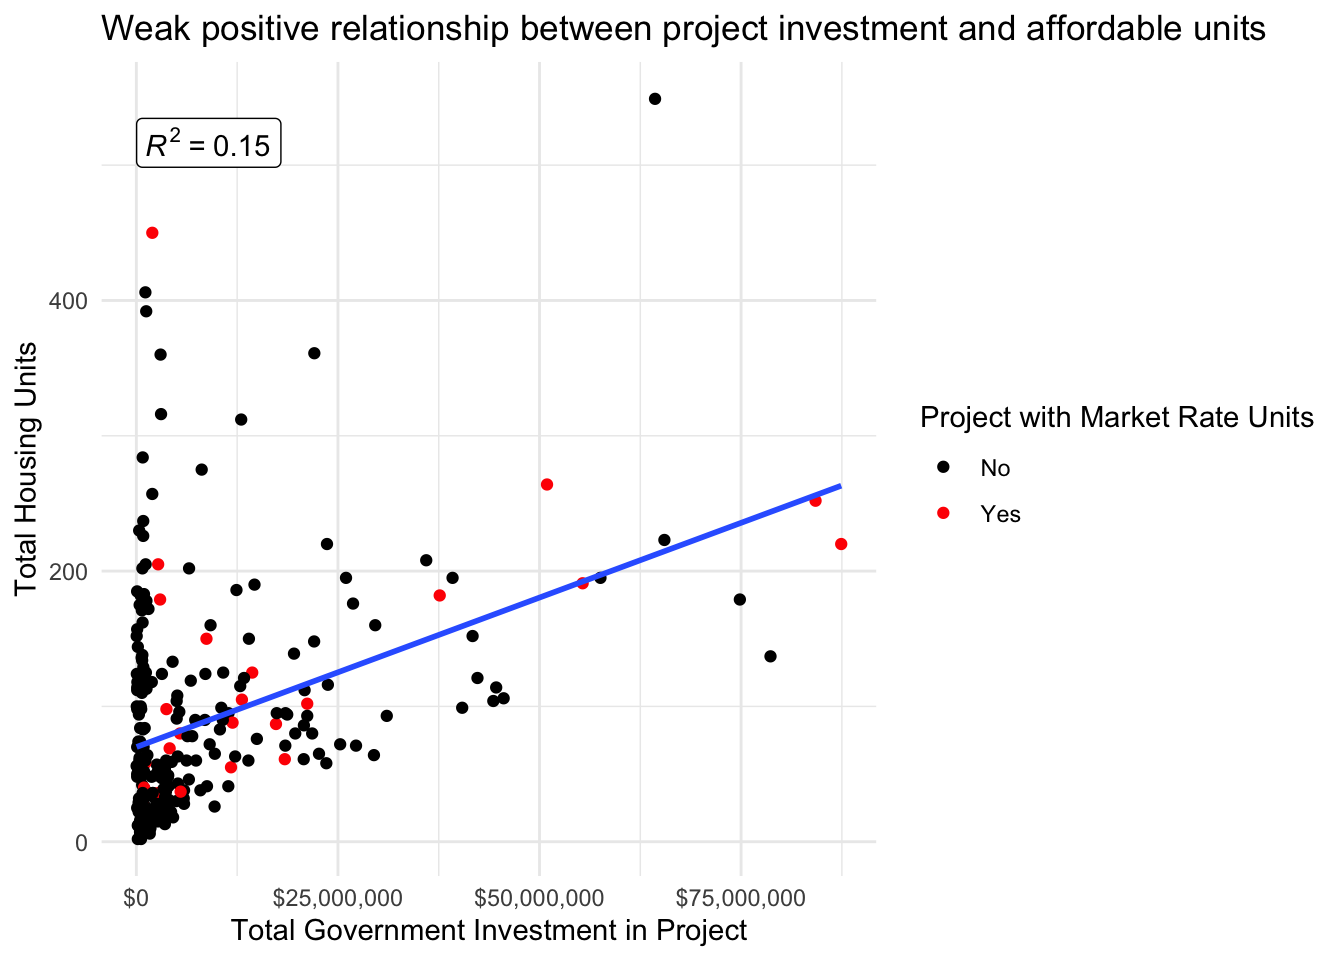 Weak positive relationship between project investment and affordable units
R² = 0.15
Total Housing Units
400
200
0
$0
$25,000,000
$50,000,000
$75,000,000
Total Government Investment in Project
Project with Market Rate Units
No
Yes